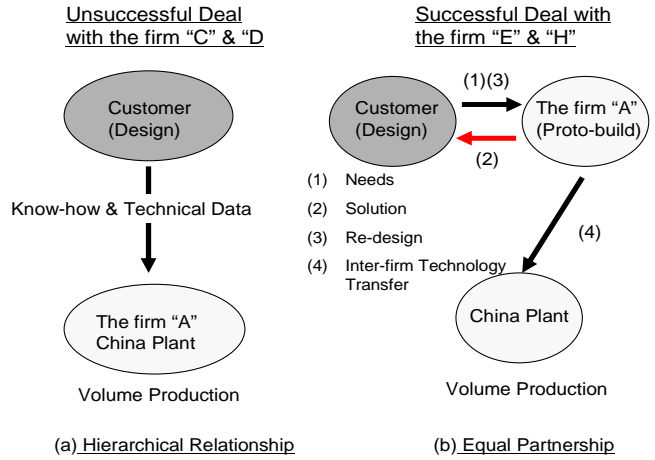 Unsuccessful Deal
with the firm “C” & “D
Customer
(Design)
Know-how & Technical Data
The firm “A”
China Plant
Volume Production
(a) Hierarchical Relationship
Successful Deal with
the firm “E” & “H”
(1)(3)
Customer
(Design)
The firm “A”
(Proto-build)
(2)
(1) Needs
(2) Solution
(3) Re-design
(4) Inter-firm Technology
Transfer
(4)
China Plant
Volume Production
(b) Equal Partnership